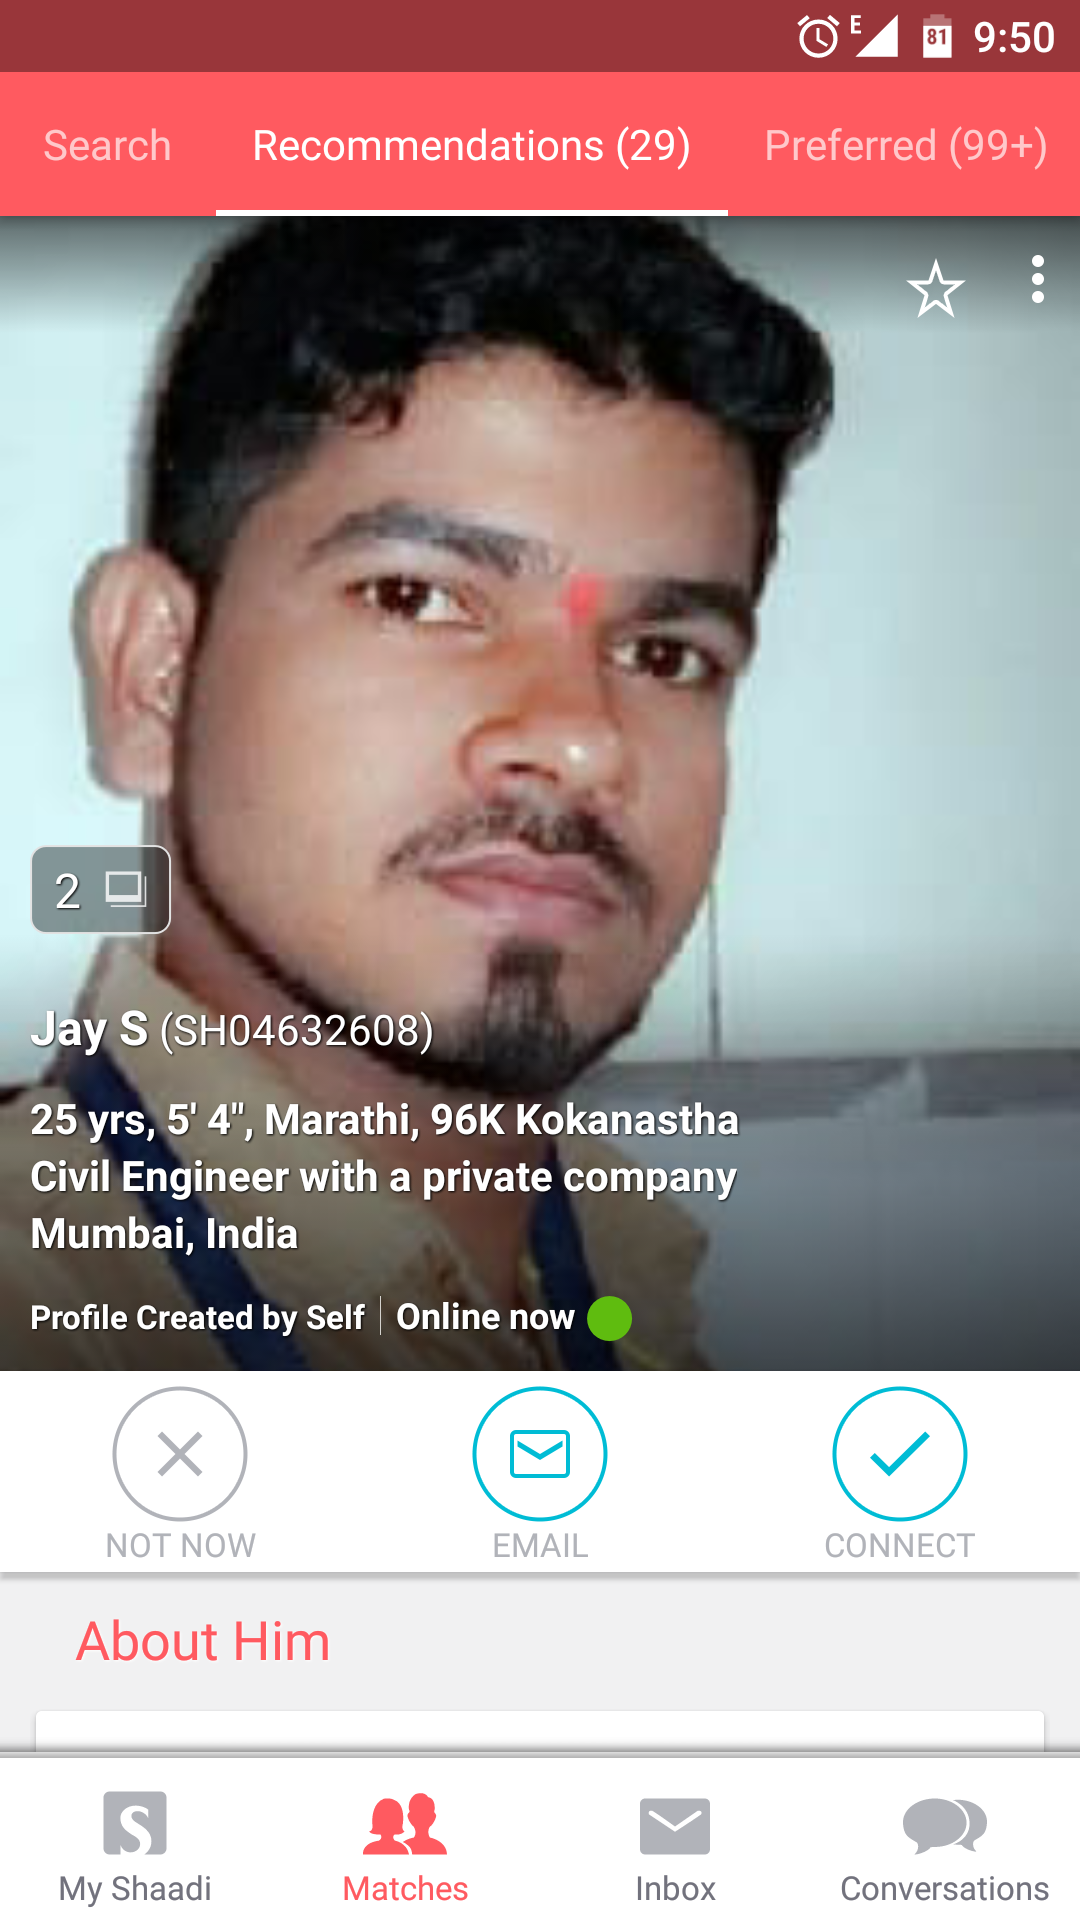 E 81 9:50
Search Recommendations (29) Preferred (99+)
2
Jay S (SH04632608)
25 yrs, 5' 4", Marathi, 96K Kokanastha
Civil Engineer with a private company
Mumbai, India
Profile Created by Self Online now
NOT NOW EMAIL CONNECT
About Him
My Shaadi Matches Inbox Conversations